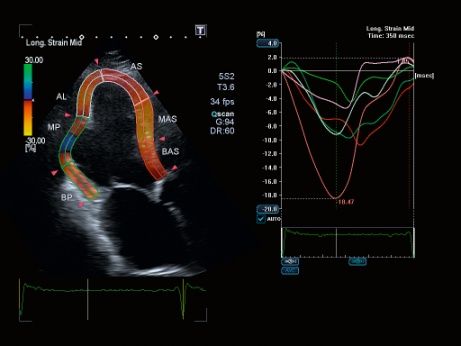 Long. Strain Mid
T
30.00
30.00
[%]
AS
AL
MP
MAS
BAS
BP
5S2
T3.6
34 fps
Qscan
G:94
DR:60
Long. Strain Mid
Time: 350 msec
[%]
4.0
2.0
0.0
-2.0
-4.0
-6.0
-8.0
-10.0
-12.0
-14.0
-16.0
-18.0
-20.0
[msec]
-18.47
AUTO
AVC